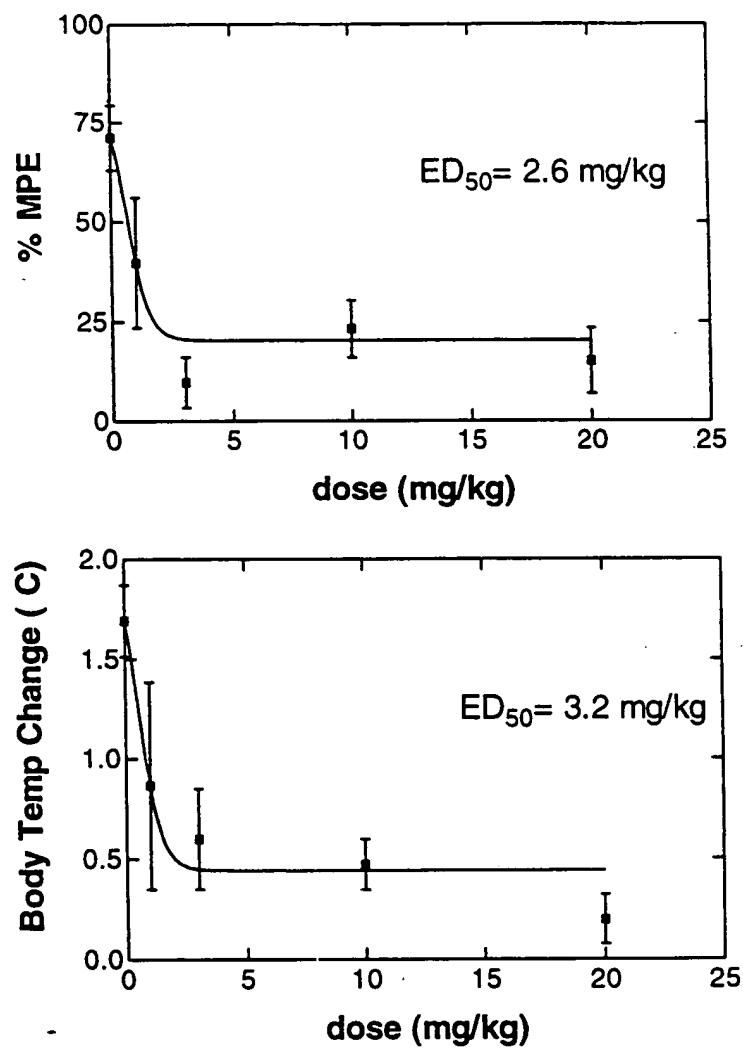 100
75
% MPE
ED50= 2.6 mg/kg
50
25
0
0 5 10 15 20 25
dose (mg/kg)
2.0
Body Temp Change ( C)
1.5
ED50= 3.2 mg/kg
1.0
0.5
0.0
0 5 10 15 20 25
dose (mg/kg)